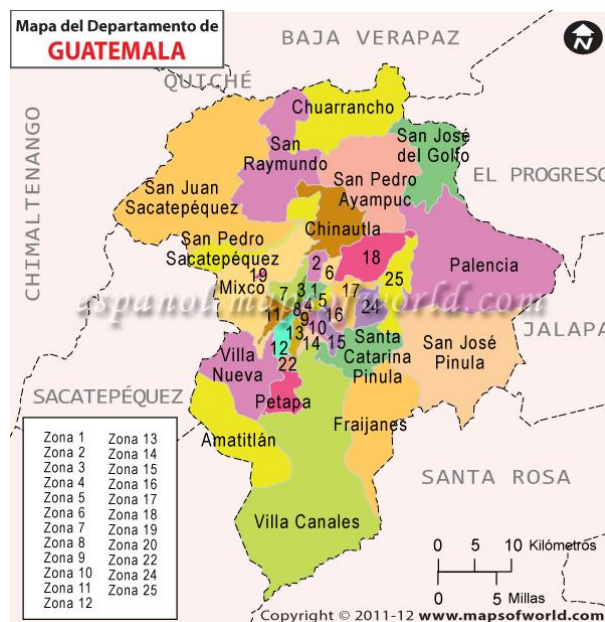 Mapa del Departamento de
GUATEMALA
N
BAJA VERAPAZ
QUICHÉ
CHIMALTENANGO
EL PROGRESO
JALAPA
SACATEPÉQUEZ
SANTA ROSA
Chuarrancho
San José
del Golfo
San
Raymundo
San Pedro
Ayampuc
San Juan
Sacatepéquez
Chinautla
San Pedro
Sacatepéquez
Palencia
Mixco
18
2
6
25
19
7
3
1
17
5
24
4
8
11
9
16
10
13
12
14
15
22
Santa
Catarina
Pinula
San José
Pinula
Villa
Nueva
Petapa
Fraijanes
Amatitlán
Villa Canales
espanol.mapsofworld.com
Zona 1
Zona 2
Zona 3
Zona 4
Zona 5
Zona 6
Zona 7
Zona 8
Zona 9
Zona 10
Zona 11
Zona 12
Zona 13
Zona 14
Zona 15
Zona 16
Zona 17
Zona 18
Zona 19
Zona 20
Zona 22
Zona 24
Zona 25
0 5 10 Kilómetros
0 5 Millas
Copyright © 2011-12 www.mapsofworld.com